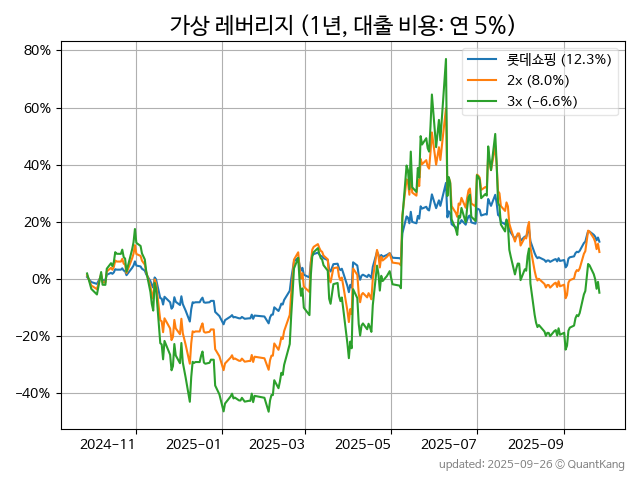 가상 레버리지 (1년, 대출 비용: 연 5%)
80%
60%
40%
20%
0%
−20%
−40%
롯데쇼핑 (12.3%)
2x (8.0%)
3x (-6.6%)
2024-11
2025-01
2025-03
2025-05
2025-07
2025-09
updated: 2025-09-26 © QuantKang